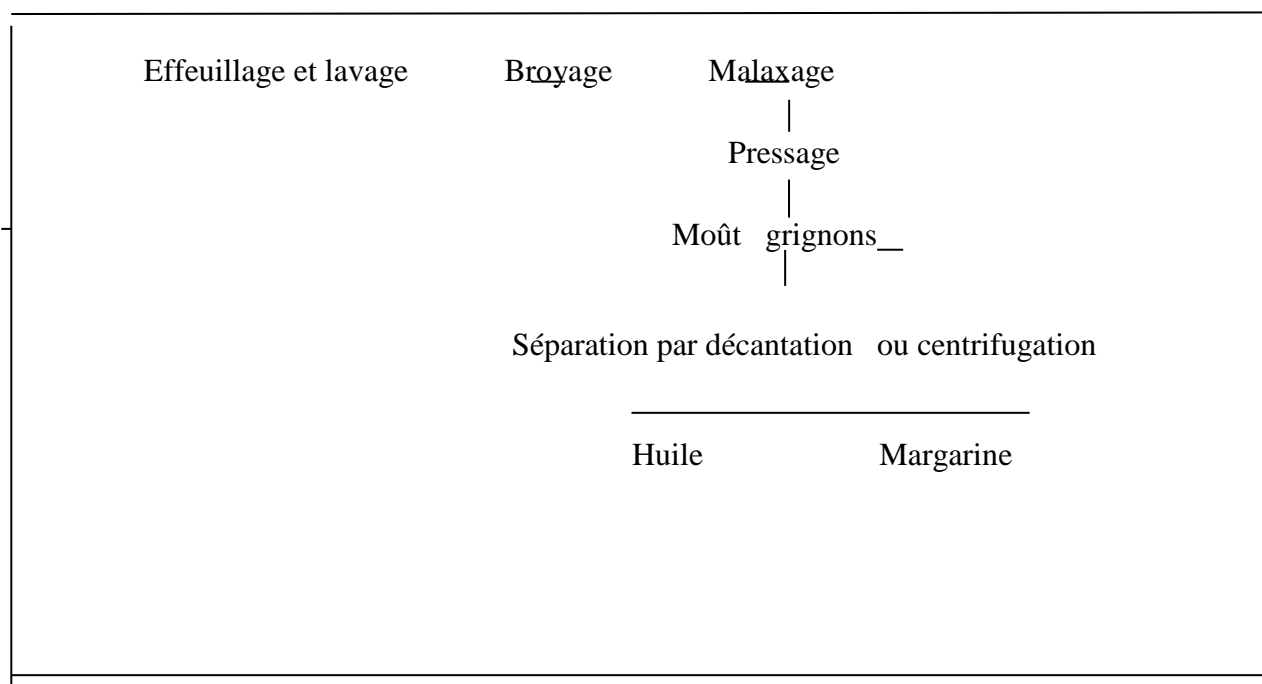 Effeuillage et lavage Broyage Malaxage
Pressage
Moût grignons
Séparation par décantation ou centrifugation
Huile Margarine